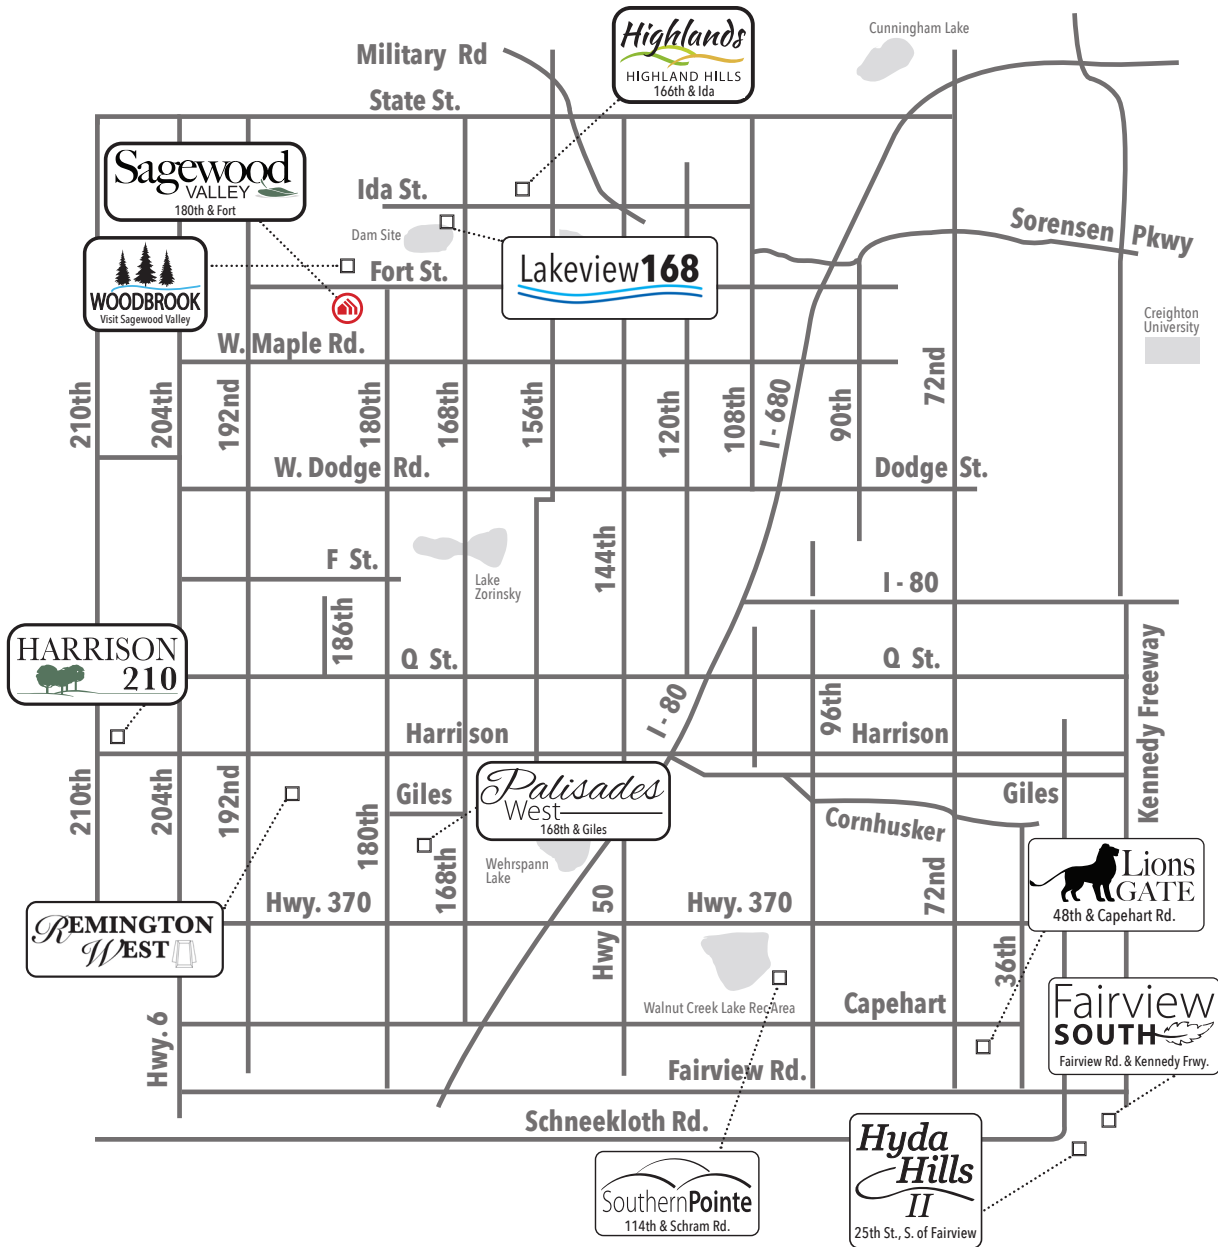 Cunningham Lake
Highlands
HIGHLAND HILLS
166th & Ida
Military Rd
State St.
Sagewood
VALLEY
180th & Fort
Ida St.
Sorensen Pkwy
Dam Site
Lakeview168
WOODBROOK
Visit Sagewood Valley
Fort St.
Creighton
University
W. Maple Rd.
210th
204th
192nd
180th
168th
156th
120th
108th
I - 680
90th
72nd
W. Dodge Rd.
Dodge St.
144th
F St.
Lake
Zorinsky
I - 80
186th
HARRISON
210
Q St.
Q St.
I - 80
96th
Kennedy Freeway
Harrison
Harrison
210th
204th
192nd
180th
Giles
Palisades
West
168th & Giles
Giles
Cornhusker
168th
Wehrspann
Lake
72nd
Lions
GATE
48th & Capehart Rd.
Hwy. 370
Hwy 50
Hwy. 370
REMINGTON
WEST
36th
Walnut Creek Lake Rec Area
Capehart
Fairview
SOUTH
Fairview Rd. & Kennedy Frwy.
Hwy. 6
Fairview Rd.
Schneekloth Rd.
Hyda
Hills
II
25th St., S. of Fairview
SouthernPointe
114th & Schram Rd.